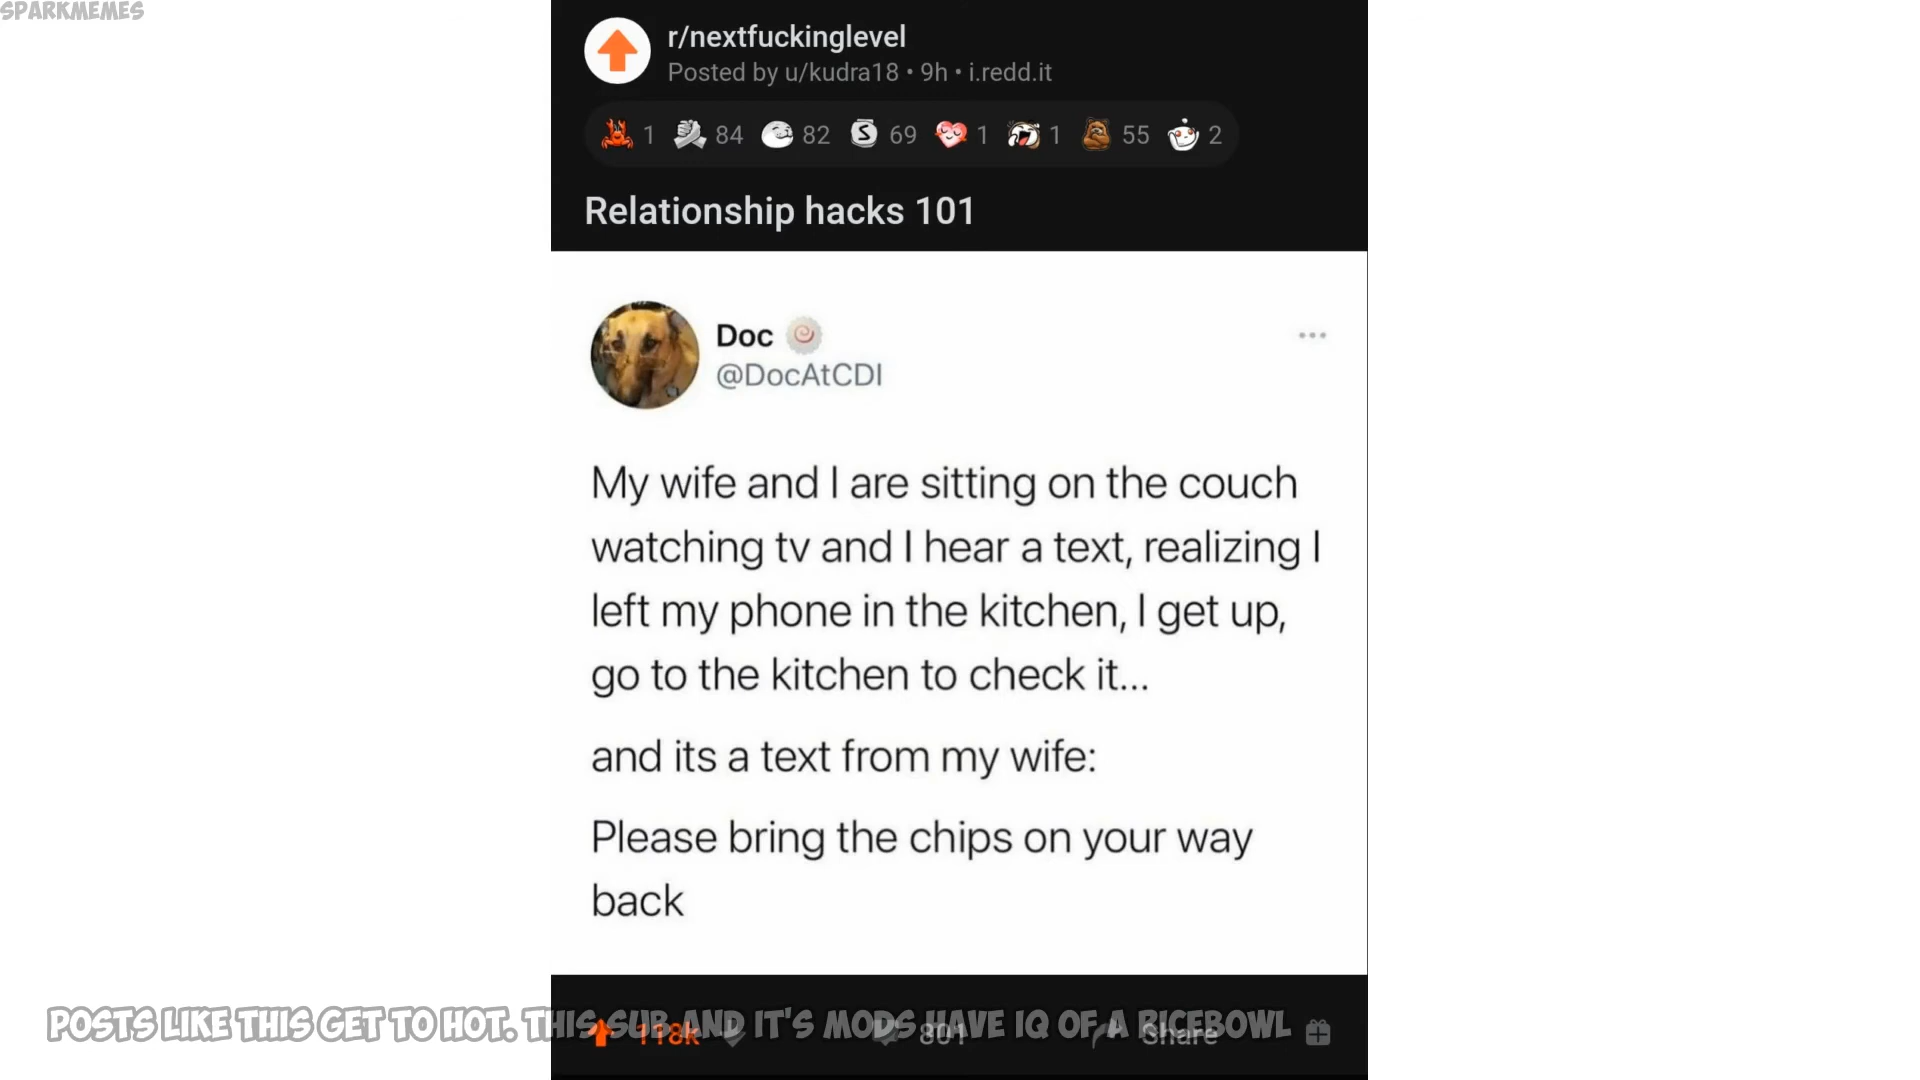 SPARKMEMES
r/nextfuckinglevel
Posted by u/kudra18 • 9h • i.redd.it
1 84 82 S 69 1 1 55 2
Relationship hacks 101
Doc
@DocAtCDI
My wife and I are sitting on the couch
watching tv and I hear a text, realizing I
left my phone in the kitchen, I get up,
go to the kitchen to check it...
and its a text from my wife:
Please bring the chips on your way
back
POSTS LIKE THIS GET TO HOT. THIS SUB AND IT'S MODS HAVE IQ OF A RICEBOWL
118k 801 Share